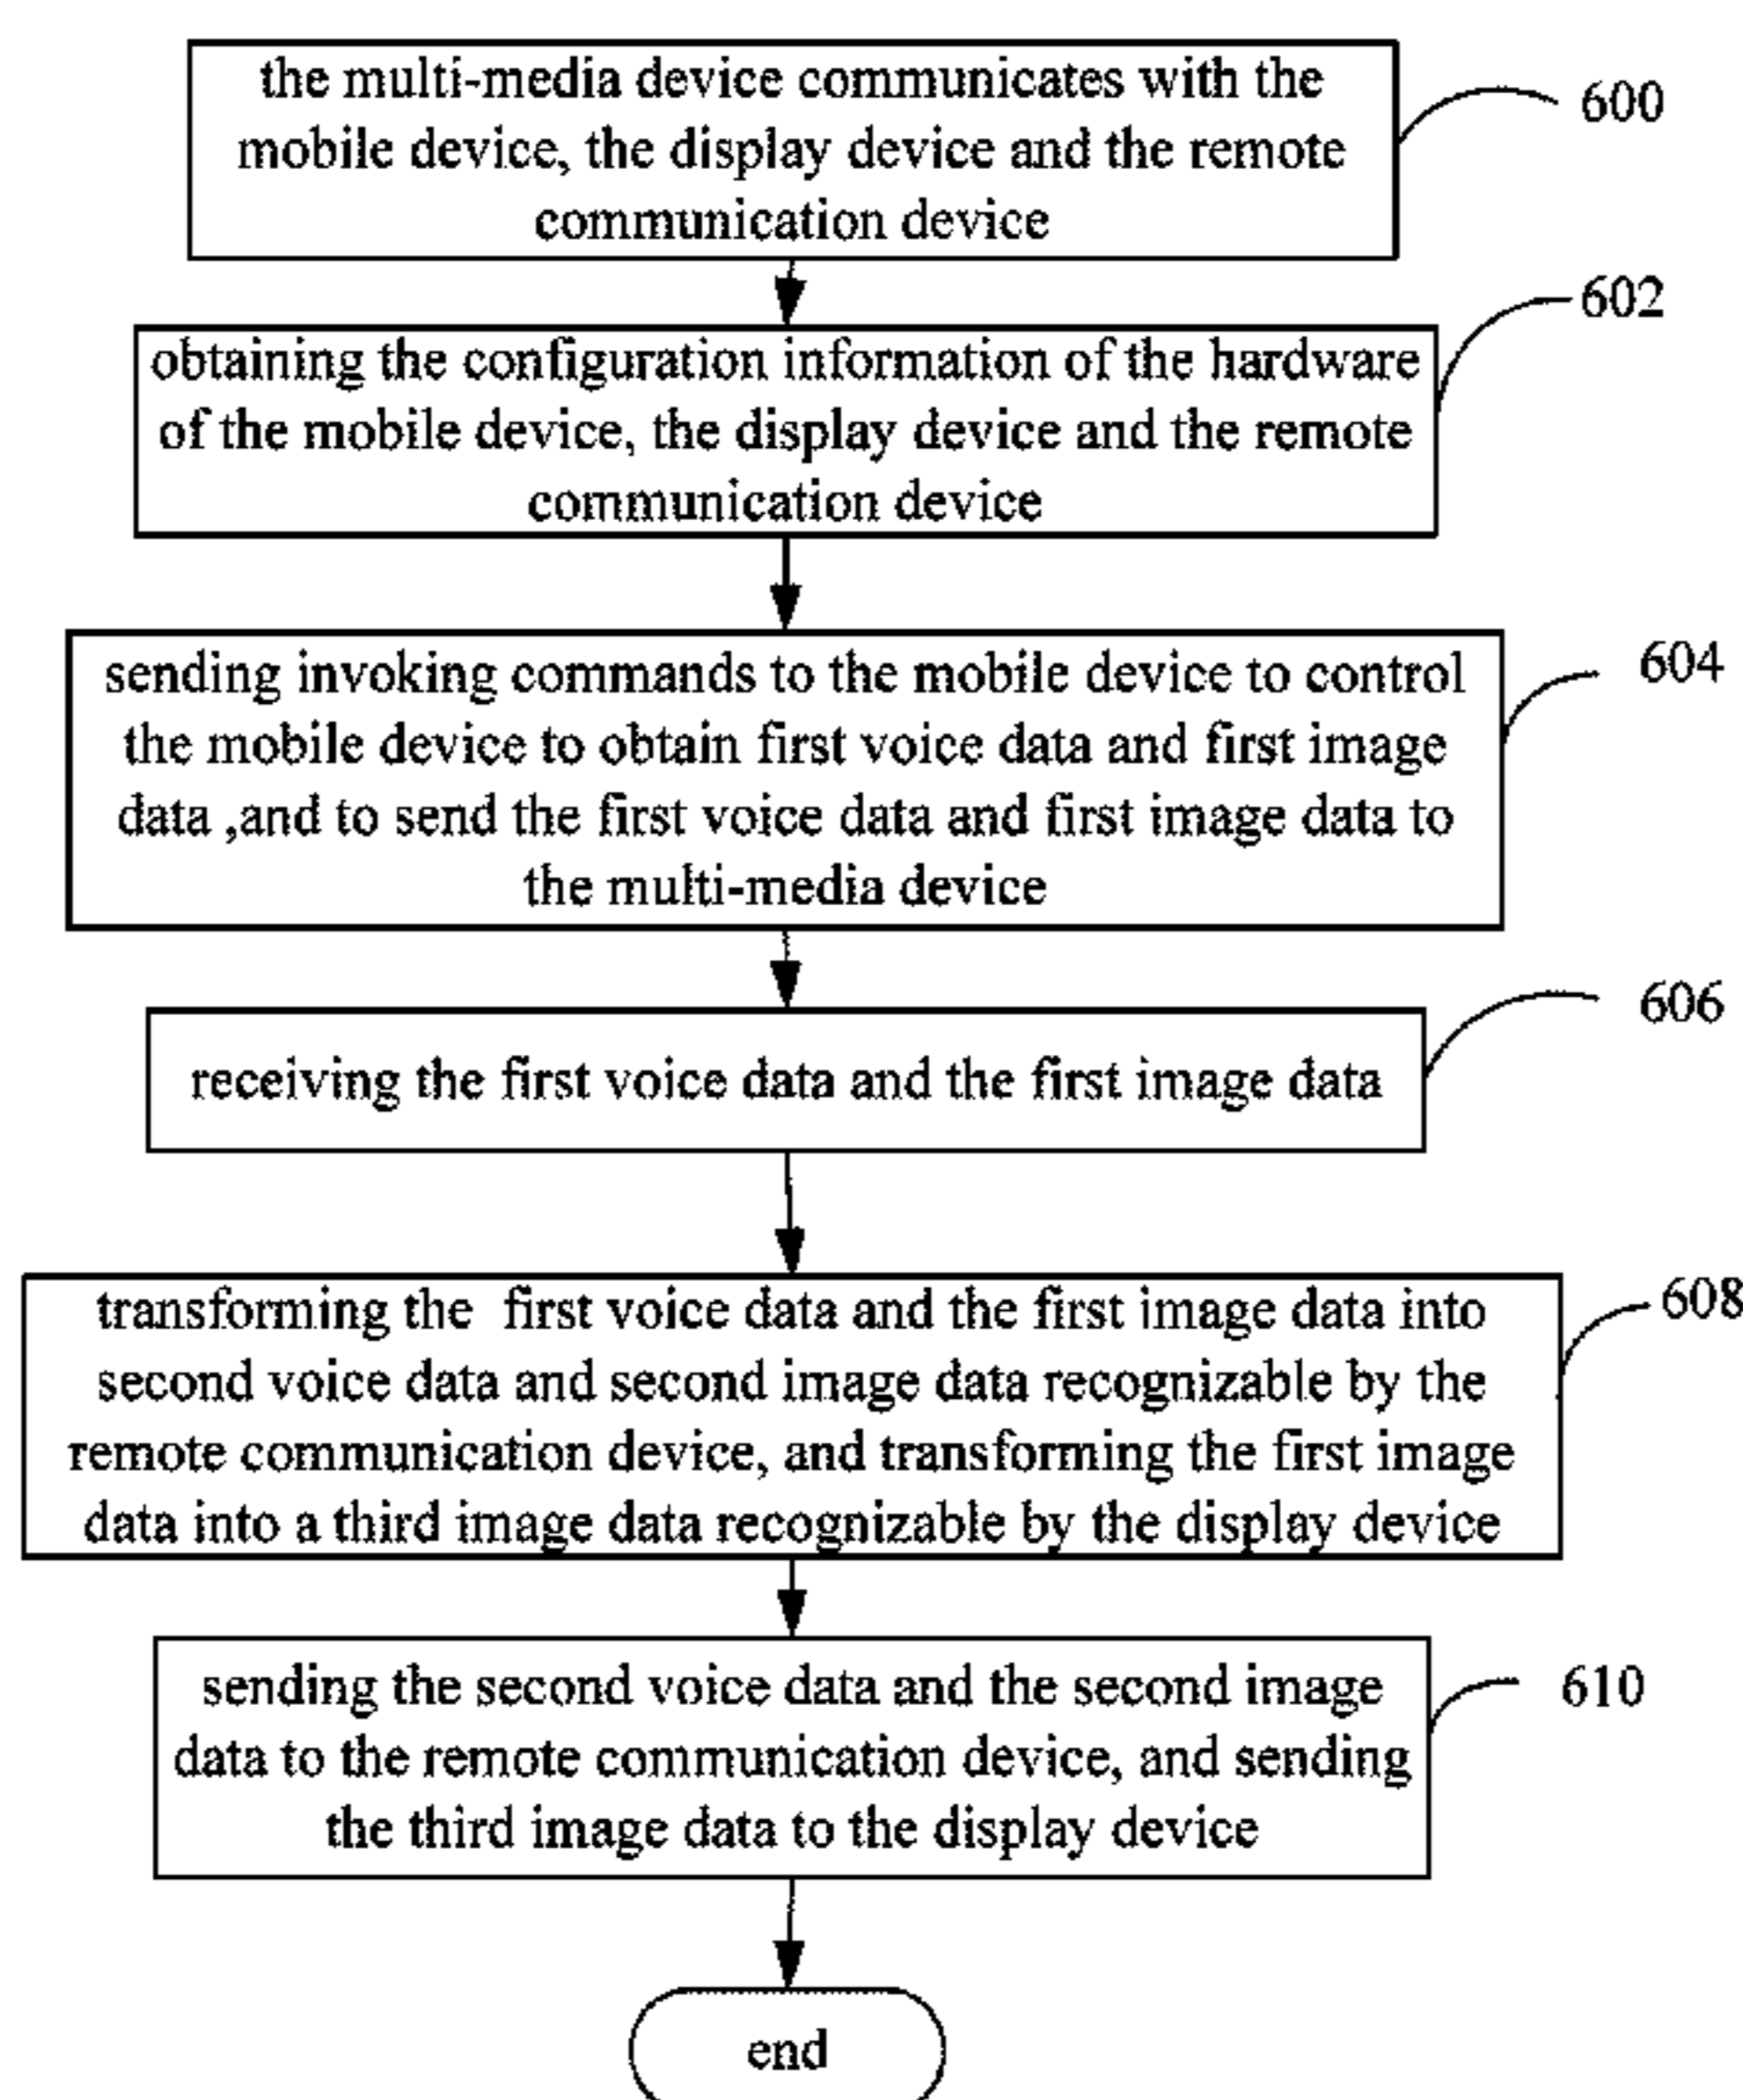 the multi-media device communicates with the
mobile device, the display device and the remote
communication device
600
602
obtaining the configuration information of the hardware
of the mobile device, the display device and the remote
communication device
604
sending invoking commands to the mobile device to control
the mobile device to obtain first voice data and first image
data ,and to send the first voice data and first image data to
the multi-media device
606
receiving the first voice data and the first image data
608
transforming the first voice data and the first image data into
second voice data and second image data recognizable by the
remote communication device, and transforming the first image
data into a third image data recognizable by the display device
610
sending the second voice data and the second image
data to the remote communication device, and sending
the third image data to the display device
end